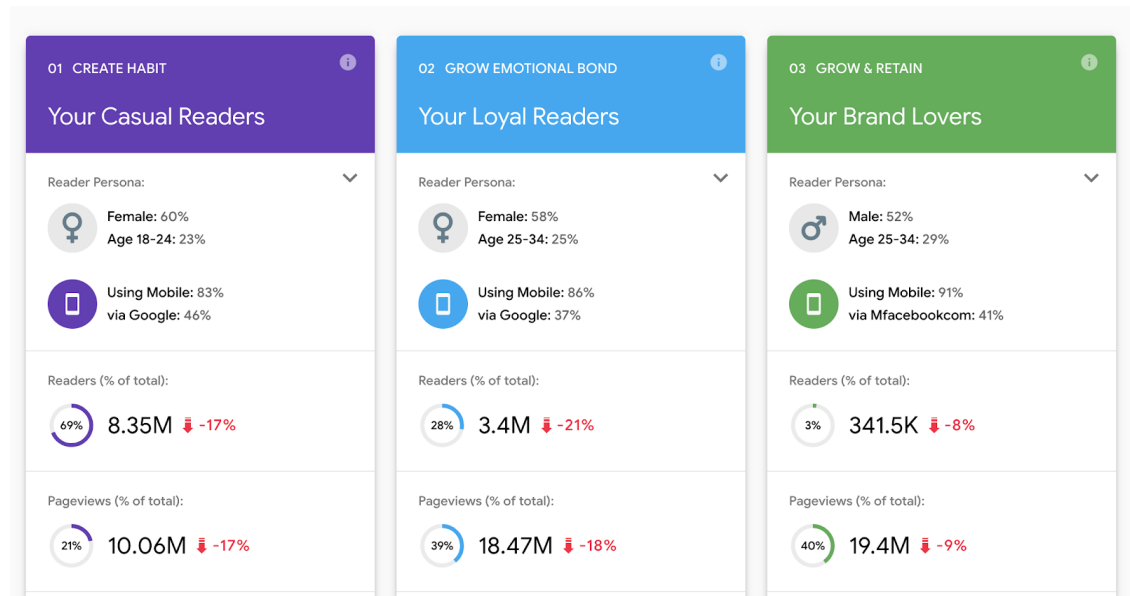 01 CREATE HABIT
Your Casual Readers
Reader Persona:
Female: 60%
Age 18-24: 23%
Using Mobile: 83%
via Google: 46%
Readers (% of total):
69% 8.35M -17%
Pageviews (% of total):
21% 10.06M -17%
02 GROW EMOTIONAL BOND
Your Loyal Readers
Reader Persona:
Female: 58%
Age 25-34: 25%
Using Mobile: 86%
via Google: 37%
Readers (% of total):
28% 3.4M -21%
Pageviews (% of total):
39% 18.47M -18%
03 GROW & RETAIN
Your Brand Lovers
Reader Persona:
Male: 52%
Age 25-34: 29%
Using Mobile: 91%
via Mfacebookcom: 41%
Readers (% of total):
3% 341.5K -8%
Pageviews (% of total):
40% 19.4M -9%